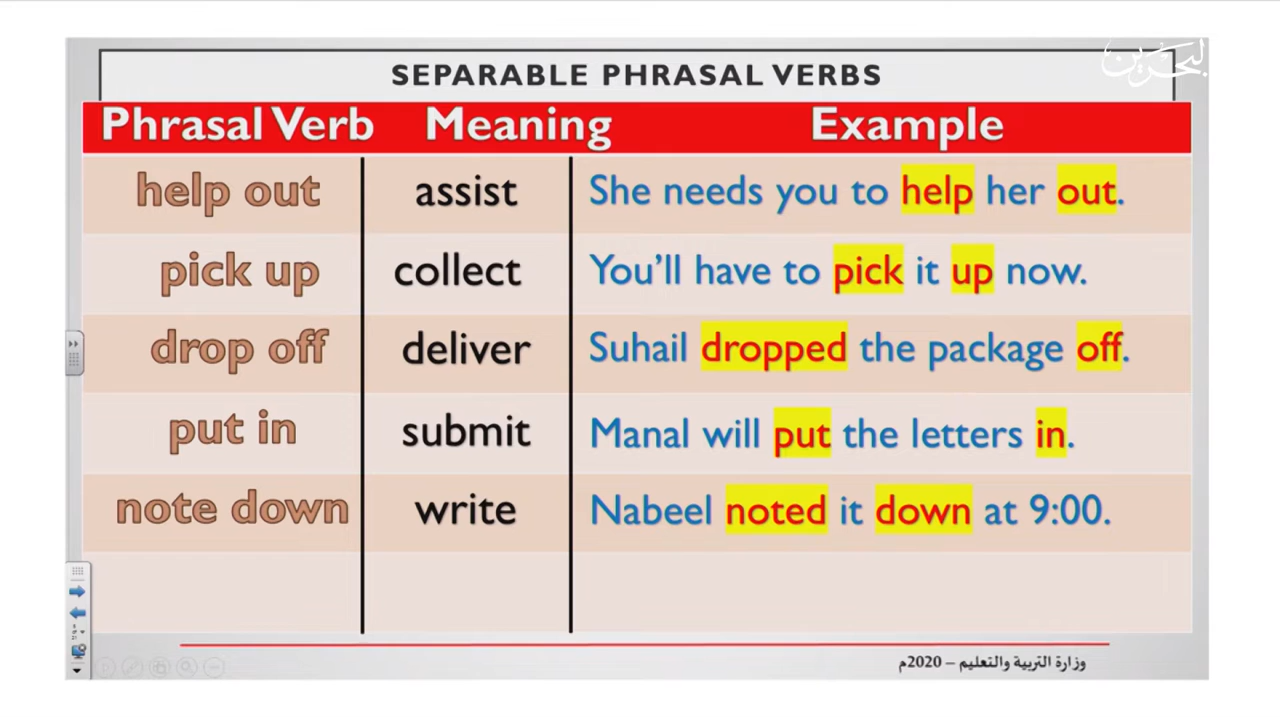 البحرين
SEPARABLE PHRASAL VERBS
Phrasal Verb Meaning Example
help out assist She needs you to help her out.
pick up collect You'll have to pick it up now.
drop off deliver Suhail dropped the package off.
put in submit Manal will put the letters in.
note down write Nabeel noted it down at 9:00.
وزارة التربية والتعليم – 2020م